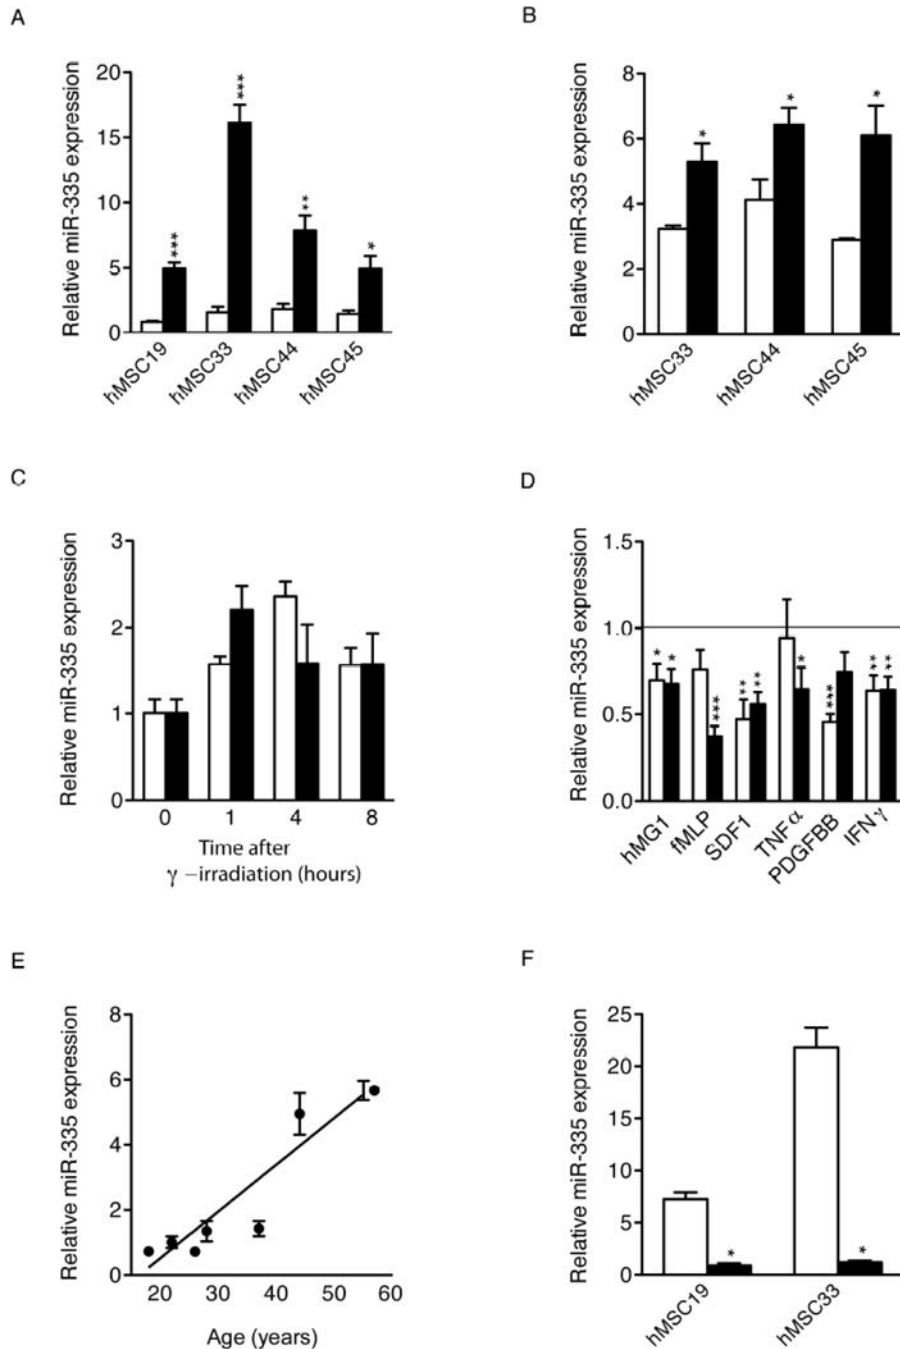 A
Relative miR-335 expression
20
15
10
5
0
***
***
**
*
hMSC19
hMSC33
hMSC44
hMSC45
B
Relative miR-335 expression
8
6
4
2
0
*
*
*
hMSC33
hMSC44
hMSC45
C
Relative miR-335 expression
3
2
1
0
0 1 4 8
Time after
γ –irradiation (hours)
D
Relative miR-335 expression
1.5
1.0
0.5
0.0
* * *** ** ** * *** ** **
hMG1
fMLP
SDF1
TNFα
PDGFBB
IFNγ
E
Relative miR-335 expression
8
6
4
2
0
20 30 40 50 60
Age (years)
F
Relative miR-335 expression
25
20
15
10
5
0
*
*
hMSC19
hMSC33